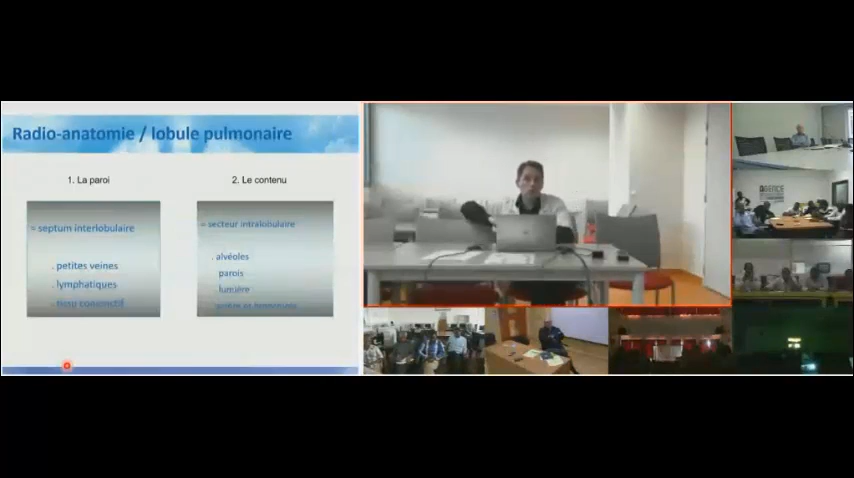 Radio-anatomie / lobule pulmonaire
1. La paroi
2. Le contenu
= septum interlobulaire
. petites veines
. lymphatiques
. tissu conjonctif
= secteur intralobulaire
. alvéoles
parois
. lumière
AGENCE